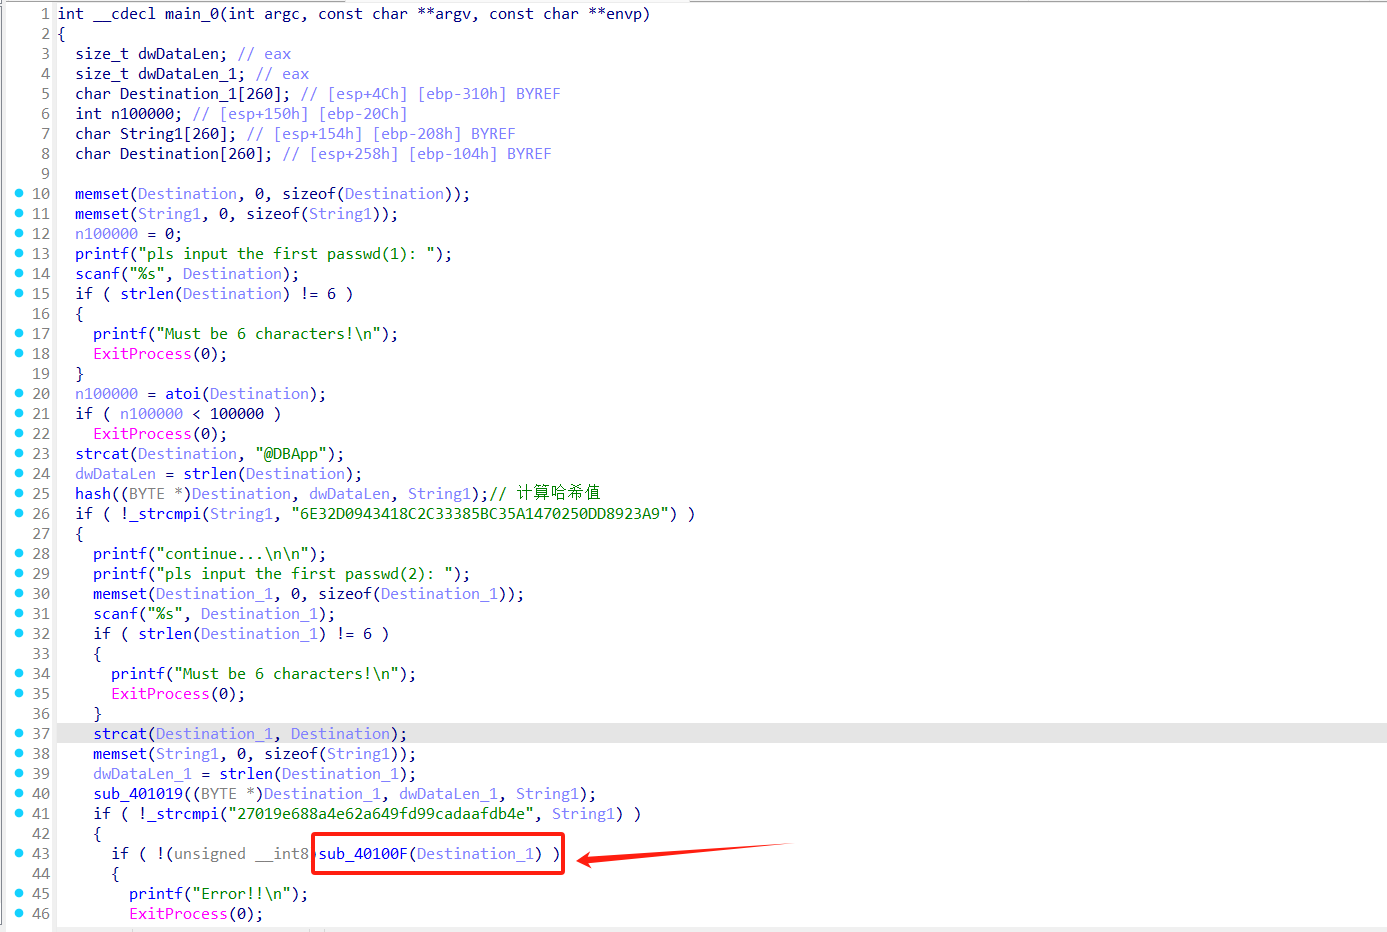 1 int __cdecl main_0(int argc, const char **argv, const char **envp)
2 {
3 size_t dwDataLen; // eax
4 size_t dwDataLen_1; // eax
5 char Destination_1[260]; // [esp+4Ch] [ebp-310h] BYREF
6 int n100000; // [esp+150h] [ebp-20Ch]
7 char String1[260]; // [esp+154h] [ebp-208h] BYREF
8 char Destination[260]; // [esp+258h] [ebp-104h] BYREF
9
10 memset(Destination, 0, sizeof(Destination));
11 memset(String1, 0, sizeof(String1));
12 n100000 = 0;
13 printf("pls input the first passwd(1): ");
14 scanf("%s", Destination);
15 if ( strlen(Destination) != 6 )
16 {
17 printf("Must be 6 characters!\n");
18 ExitProcess(0);
19 }
20 n100000 = atoi(Destination);
21 if ( n100000 < 100000 )
22 ExitProcess(0);
23 strcat(Destination, "@DBApp");
24 dwDataLen = strlen(Destination);
25 hash((BYTE *)Destination, dwDataLen, String1);// 计算哈希值
26 if ( !_strcmpi(String1, "6E32D0943418C2C33385BC35A1470250DD8923A9") )
27 {
28 printf("continue...\n\n");
29 printf("pls input the first passwd(2): ");
30 memset(Destination_1, 0, sizeof(Destination_1));
31 scanf("%s", Destination_1);
32 if ( strlen(Destination_1) != 6 )
33 {
34 printf("Must be 6 characters!\n");
35 ExitProcess(0);
36 }
37 strcat(Destination_1, Destination);
38 memset(String1, 0, sizeof(String1));
39 dwDataLen_1 = strlen(Destination_1);
40 sub_401019((BYTE *)Destination_1, dwDataLen_1, String1);
41 if ( !_strcmpi("27019e688a4e62a649fd99cadaafdb4e", String1) )
42 {
43 if ( !(unsigned __int8 sub_40100F(Destination_1) )
44 {
45 printf("Error!!\n");
46 ExitProcess(0);